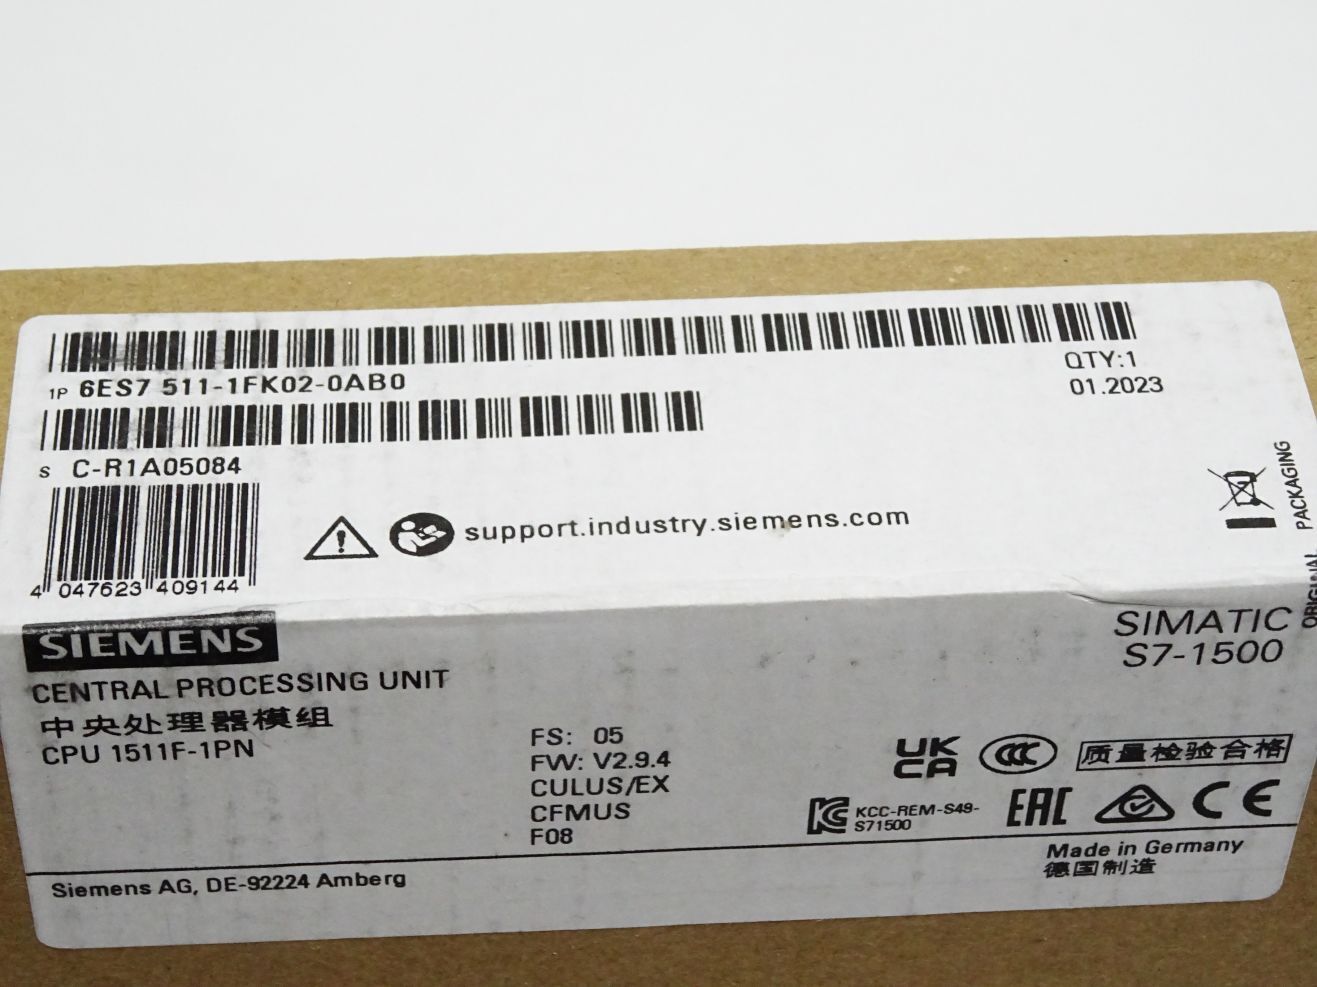 1P 6ES7 511-1FK02-0AB0
QTY:1
01.2023
S C-R1A05084
4 047623 409144
support.industry.siemens.com
ORIGINAL PACKAGING
SIEMENS
SIMATIC
S7-1500
CENTRAL PROCESSING UNIT
中央处理器模组
CPU 1511F-1PN
FS: 05
FW: V2.9.4
CULUS/EX
CFMUS
F08
UK
CA
CCC
质量检验合格
KC
KCC-REM-S49-
S71500
EAC
CE
Made in Germany
德国制造
Siemens AG, DE-92224 Amberg